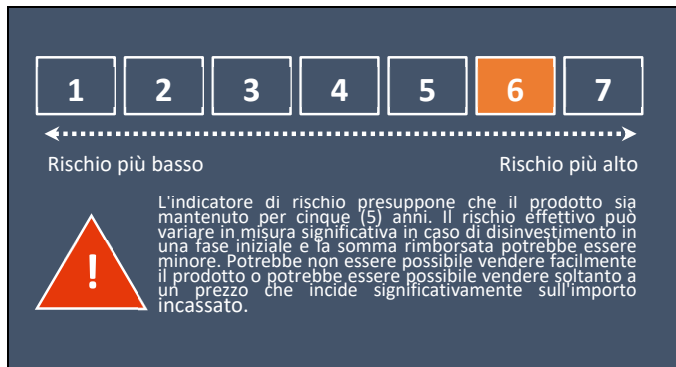 1 2 3 4 5 6 7
Rischio più basso Rischio più alto
L'indicatore di rischio presuppone che il prodotto sia
mantenuto per cinque (5) anni. Il rischio effettivo può
variare in misura significativa in caso di disinvestimento in
una fase iniziale e la somma rimborsata potrebbe essere
minore. Potrebbe non essere possibile vendere facilmente
il prodotto o potrebbe essere possibile vendere soltanto a
un prezzo che incide significativamente sull'importo
incassato.
!